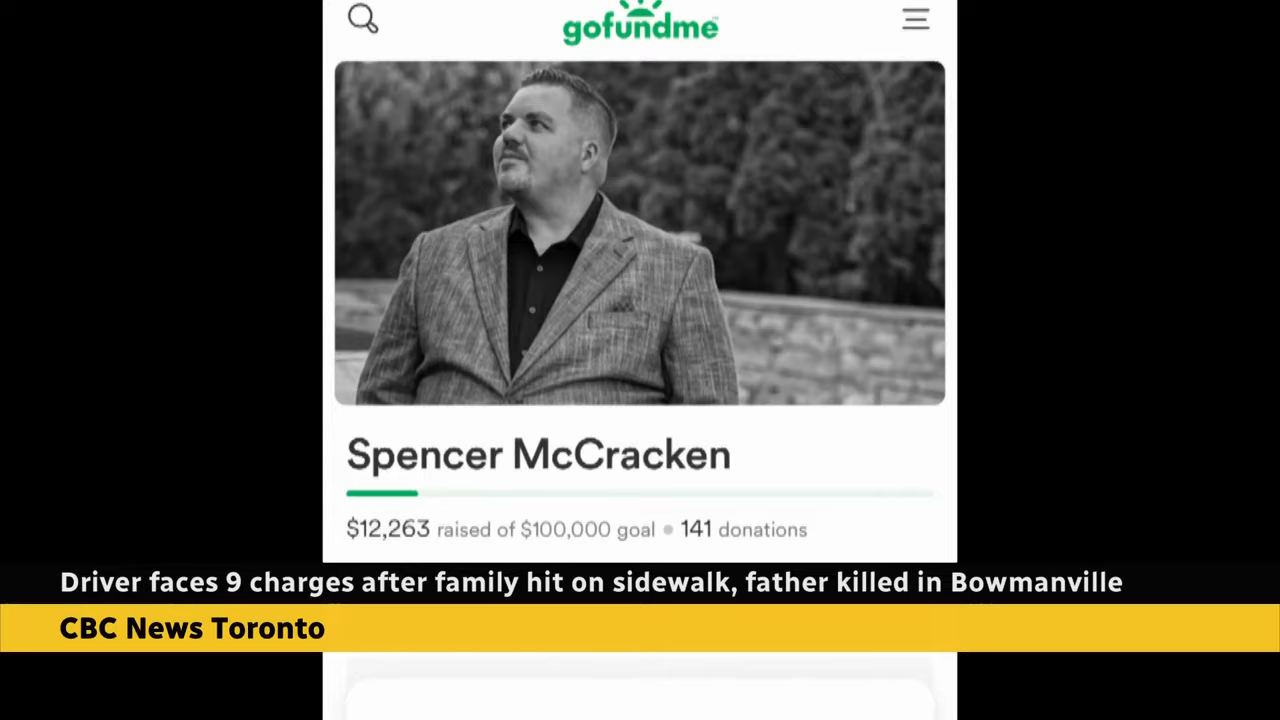 gofundme
Spencer McCracken
$12,263 raised of $100,000 goal • 141 donations
Driver faces 9 charges after family hit on sidewalk, father killed in Bowmanville
CBC News Toronto